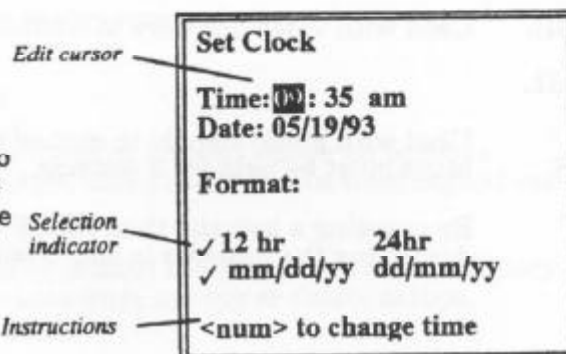 Set Clock
Edit cursor
Time: 09 : 35 am
Date: 05/19/93
Format:
Selection
indicator
✓ 12 hr 24hr
✓ mm/dd/yy dd/mm/yy
Instructions
<num> to change time